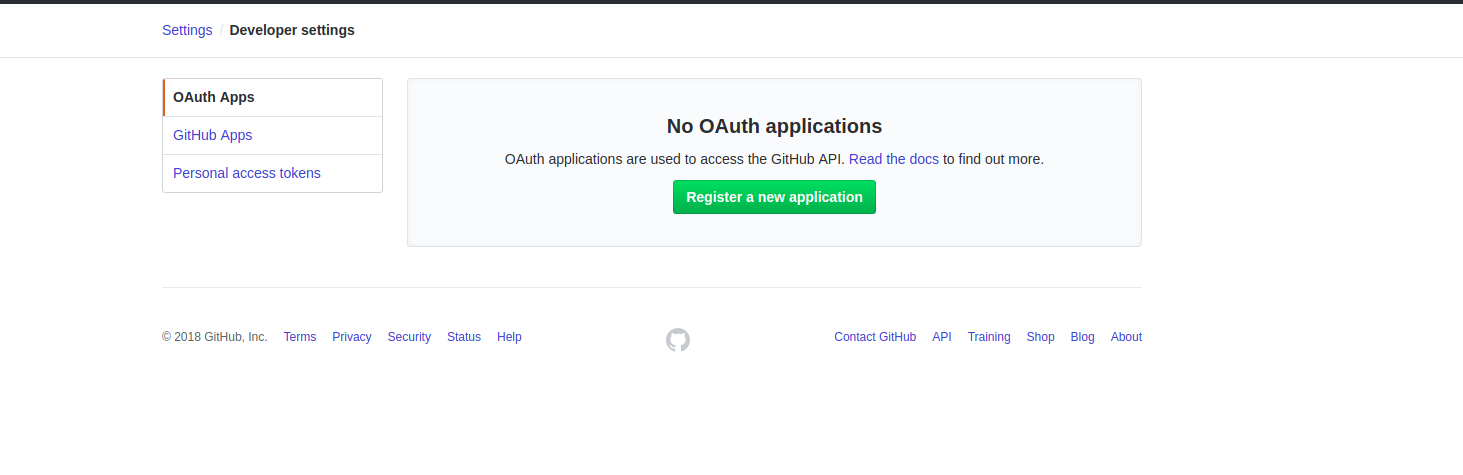 Settings / Developer settings
OAuth Apps
GitHub Apps
Personal access tokens
No OAuth applications
OAuth applications are used to access the GitHub API. Read the docs to find out more.
Register a new application
© 2018 GitHub, Inc. Terms Privacy Security Status Help Contact GitHub API Training Shop Blog About